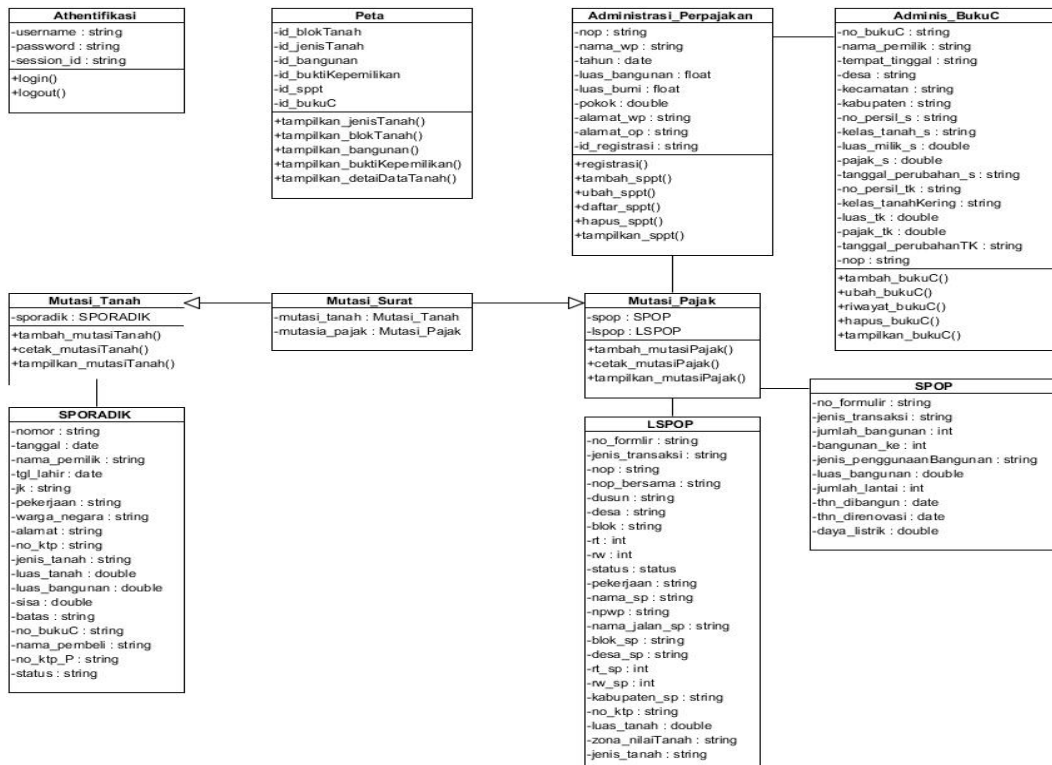 Athentifikasi
-username : string
-password : string
-session_id : string
+login()
+logout()
Peta
-id_blokTanah
-id_jenisTanah
-id_bangunan
-id_buktiKepemilikan
-id_sppt
-id_bukuC
+tampilkan_jenisTanah()
+tampilkan_blokTanah()
+tampilkan_bangunan()
+tampilkan_buktiKepemilikan()
+tampilkan_detaiDataTanah()
Administrasi_Perpajakan
-nop : string
-nama_wp : string
-tahun : date
-luas_bangunan : float
-luas_bumi : float
-pokok : double
-alamat_wp : string
-alamat_op : string
-id_registrasi : string
+registrasi()
+tambah_sppt()
+ubah_sppt()
+daftar_sppt()
+hapus_sppt()
+tampilkan_sppt()
Adminis_BukuC
-no_bukuC : string
-nama_pemilik : string
-tempat_tinggal : string
-desa : string
-kecamatan : string
-kabupaten : string
-no_persil_s : string
-kelas_tanah_s : string
-luas_milik_s : double
-pajak_s : double
-tanggal_perubahan_s : string
-no_persil_tk : string
-kelas_tanahKering : string
-luas_tk : double
-pajak_tk : double
-tanggal_perubahanTK : string
-nop : string
+tambah_bukuC()
+ubah_bukuC()
+riwayat_bukuC()
+hapus_bukuC()
+tampilkan_bukuC()
Mutasi_Tanah
-sporadik : SPORADIK
+tambah_mutasiTanah()
+cetak_mutasiTanah()
+tampilkan_mutasiTanah()
Mutasi_Surat
-mutasi_tanah : Mutasi_Tanah
-mutasia_pajak : Mutasi_Pajak
Mutasi_Pajak
-spop : SPOP
-lspop : LSPOP
+tambah_mutasiPajak()
+cetak_mutasiPajak()
+tampilkan_mutasiPajak()
SPORADIK
-nomor : string
-tanggal : date
-nama_pemilik : string
-tgl_lahir : date
-jk : string
-pekerjaan : string
-warga_negara : string
-alamat : string
-no_ktp : string
-jenis_tanah : string
-luas_tanah : double
-luas_bangunan : double
-sisa : double
-batas : string
-no_bukuC : string
-nama_pembeli : string
-no_ktp_P : string
-status : string
LSPOP
-no_formlir : string
-jenis_transaksi : string
-nop : string
-nop_bersama : string
-dusun : string
-desa : string
-blok : string
-rt : int
-rw : int
-status : status
-pekerjaan : string
-nama_sp : string
-npwp : string
-nama_jalan_sp : string
-blok_sp : string
-desa_sp : string
-rt_sp : int
-rw_sp : int
-kabupaten_sp : string
-no_ktp : string
-luas_tanah : double
-zona_nilaiTanah : string
-jenis_tanah : string
SPOP
-no_formulir : string
-jenis_transaksi : string
-jumlah_bangunan : int
-bangunan_ke : int
-jenis_penggunaanBangunan : string
-luas_bangunan : double
-jumlah_lantai : int
-thn_dibangun : date
-thn_direnovasi : date
-daya_listrik : double